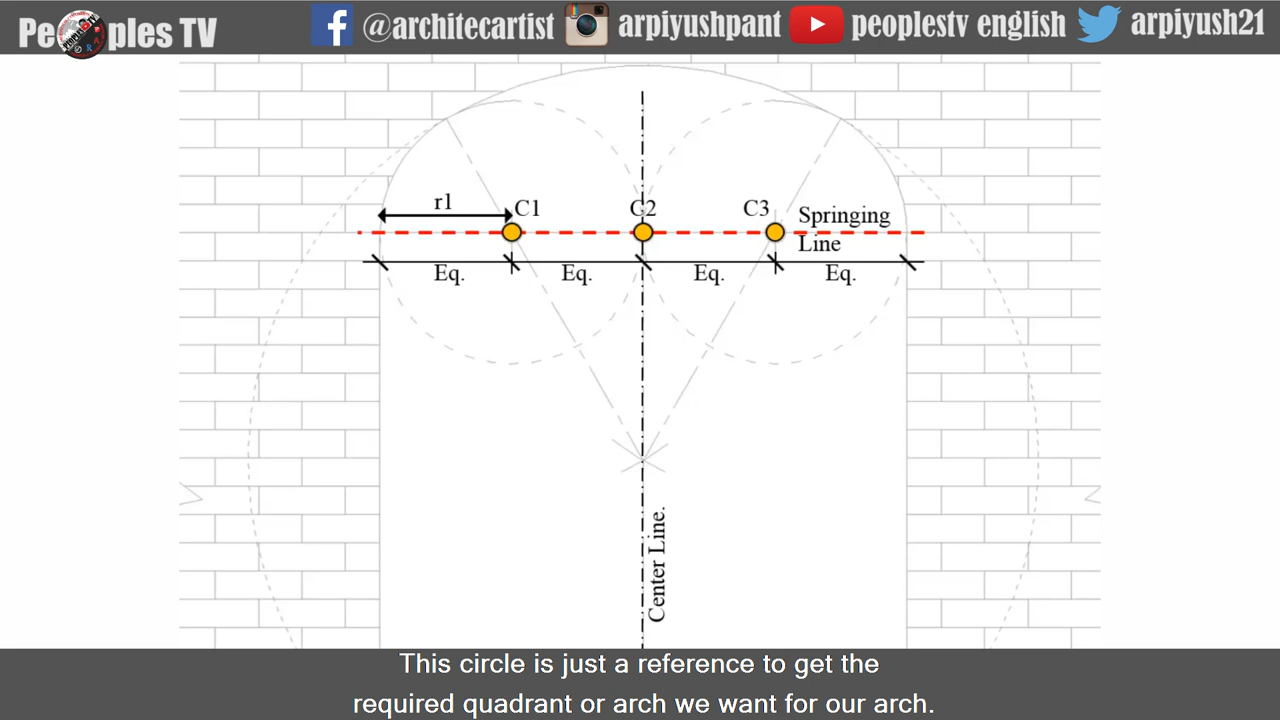 Peoples TV
@architecartist
arpiyushpant
peoplestv english
arpiyush21
r1
C1
C2
C3
Springing
Line
Eq.
Eq.
Eq.
Eq.
Center Line.
This circle is just a reference to get the
required quadrant or arch we want for our arch.